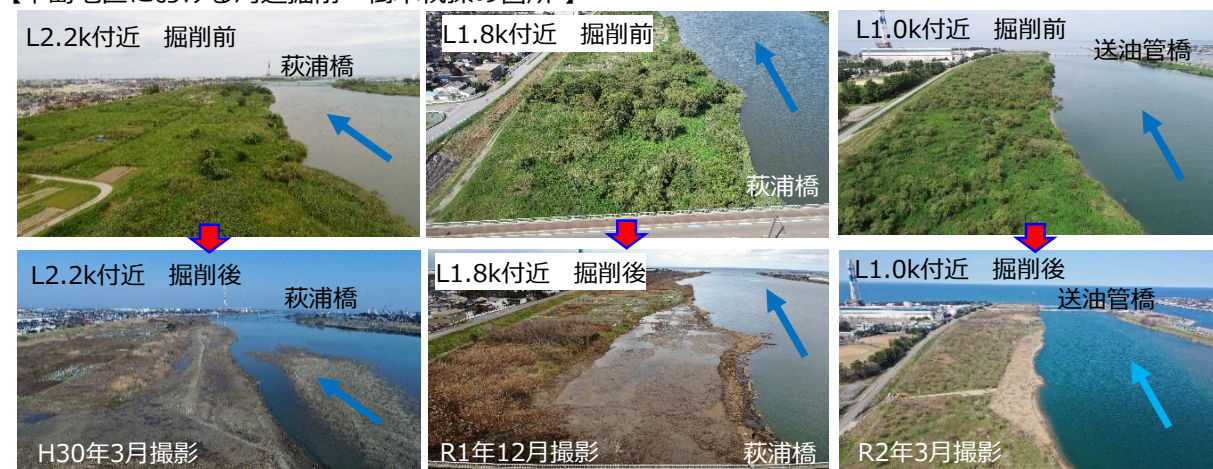 L2.2k付近 掘削前
萩浦橋
L1.8k付近 掘削前
萩浦橋
L1.0k付近 掘削前
送油管橋
L2.2k付近 掘削後
萩浦橋
H30年3月撮影
L1.8k付近 掘削後
R1年12月撮影
萩浦橋
L1.0k付近 掘削後
送油管橋
R2年3月撮影